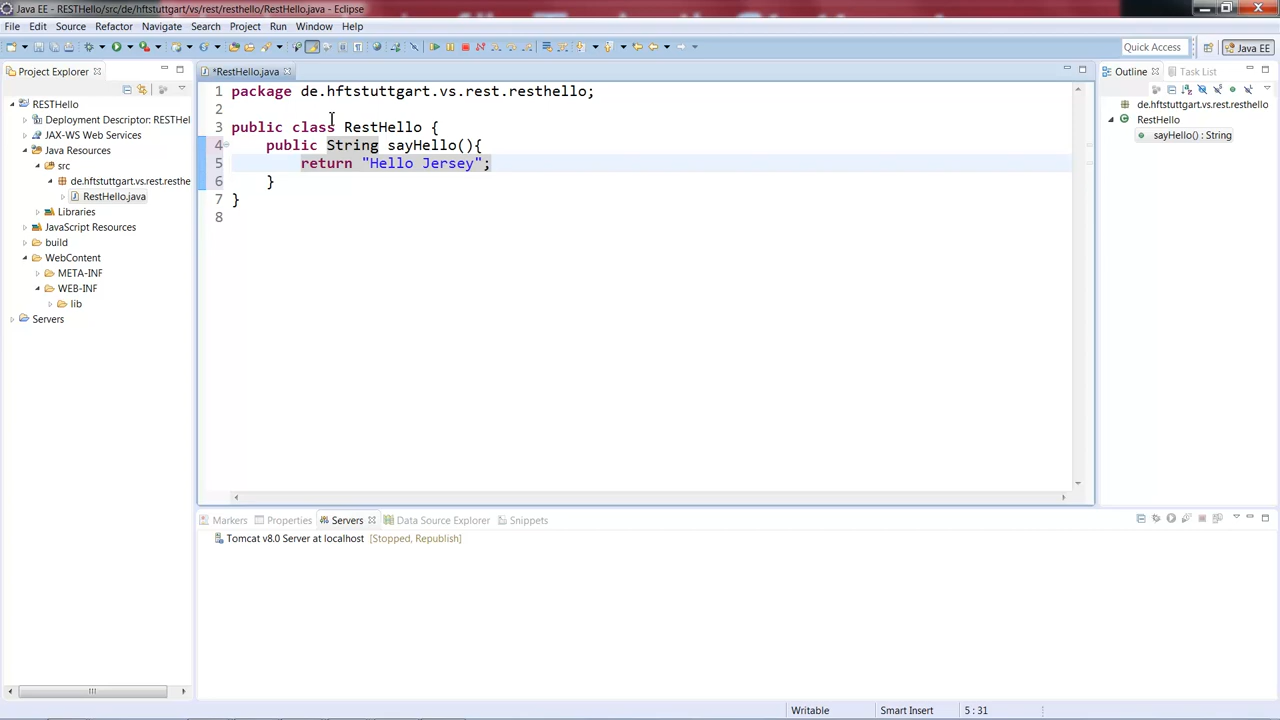 Java EE - RESTHello/src/de/hftstuttgart/vs/rest/resthello/RestHello.java - Eclipse
File Edit Source Refactor Navigate Search Project Run Window Help
Quick Access
Java EE
Project Explorer
RESTHello
Deployment Descriptor: RESTHel
JAX-WS Web Services
Java Resources
src
de.hftstuttgart.vs.rest.resthe
RestHello.java
Libraries
JavaScript Resources
build
WebContent
META-INF
WEB-INF
lib
Servers
*RestHello.java
1 package de.hftstuttgart.vs.rest.resthello;
2
3 public class RestHello {
4 public String sayHello(){
5 return "Hello Jersey";
6 }
7 }
8
Outline Task List
de.hftstuttgart.vs.rest.resthello
RestHello
sayHello() : String
Markers Properties Servers Data Source Explorer Snippets
Tomcat v8.0 Server at localhost [Stopped, Republish]
Writable Smart Insert 5 : 31